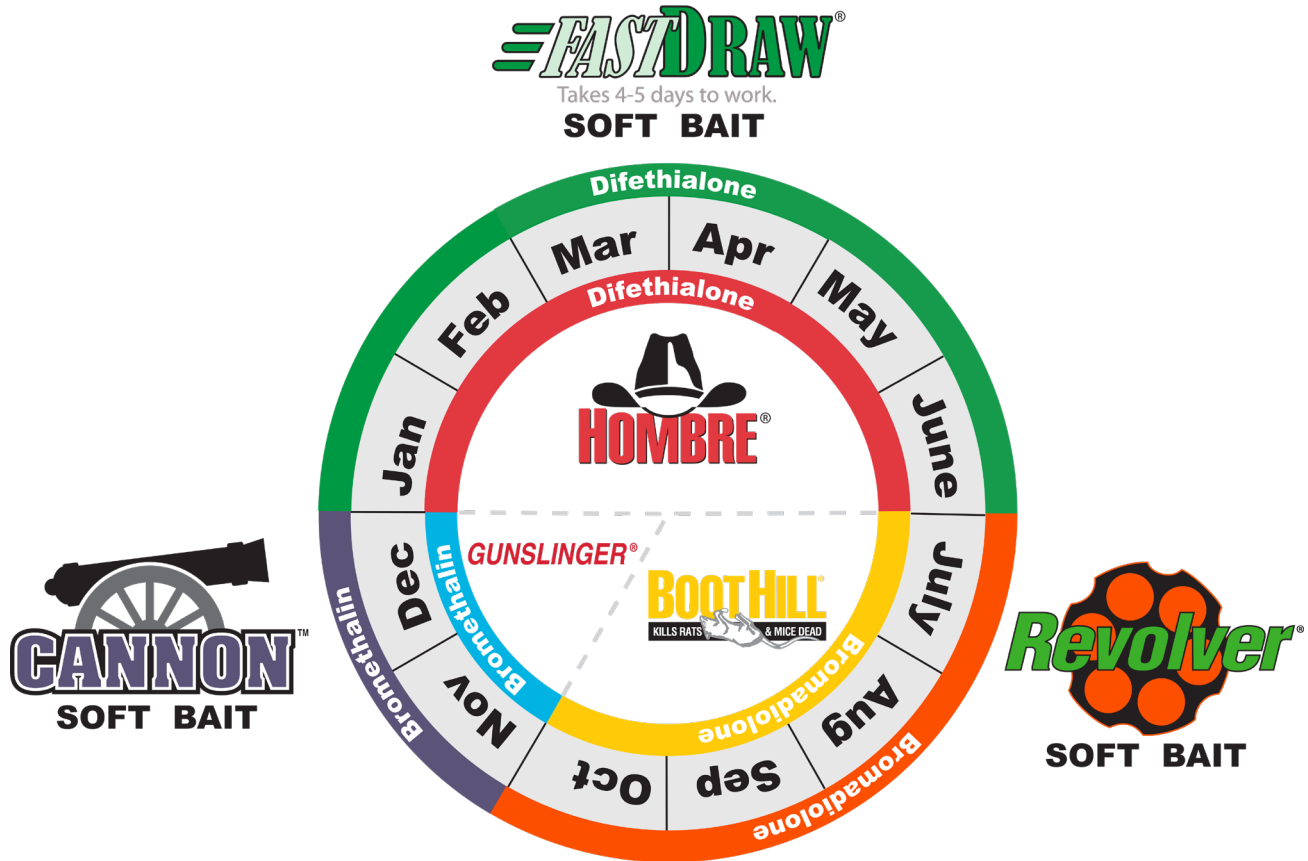 FASTDRAW®
Takes 4-5 days to work.
SOFT BAIT
Difethialone
Mar
Apr
Feb
May
Jan
June
Difethialone
HOMBRE®
Dec
July
Nov
Aug
Oct
Sep
Bromethalin
GUNSLINGER®
BOOT HILL®
KILLS RATS & MICE DEAD
Bromadiolone
Bromethalin
Bromadiolone
CANNON™
SOFT BAIT
Revolver®
SOFT BAIT